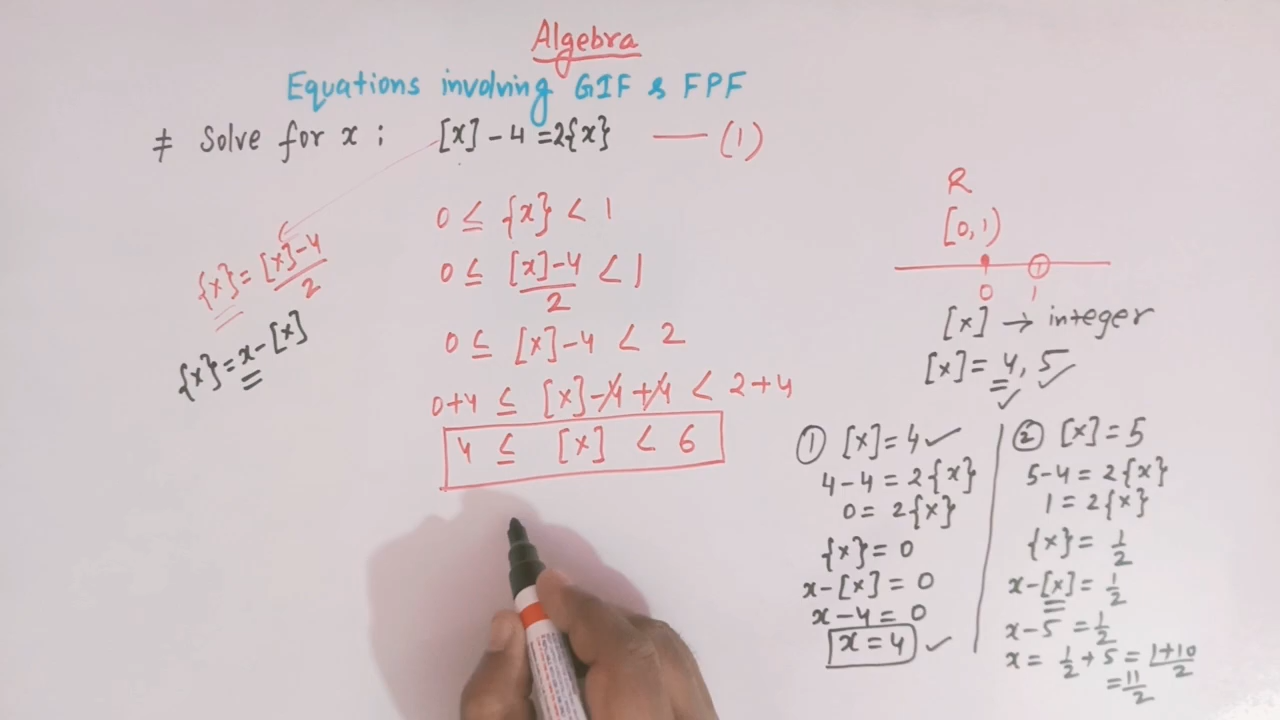 Algebra
Equations involving GIF & FPF
≠ Solve for x : [x] - 4 = 2{x} — (1)
{x} = [x]-4/2
{x} = x - [x]
0 ≤ {x} < 1
0 ≤ [x]-4/2 < 1
0 ≤ [x]-4 < 2
0+4 ≤ [x]-4+4 < 2+4
4 ≤ [x] < 6
R
[0,1)
0 1
[x] → integer
[x] = 4, 5 ✓
✓
① [x] = 4 ✓
4-4 = 2{x}
0 = 2{x}
{x} = 0
x-[x] = 0
x-4 = 0
x = 4 ✓
② [x] = 5
5-4 = 2{x}
1 = 2{x}
{x} = 1/2
x-[x] = 1/2
x-5 = 1/2
x = 1/2 + 5 = 1+10/2
= 11/2